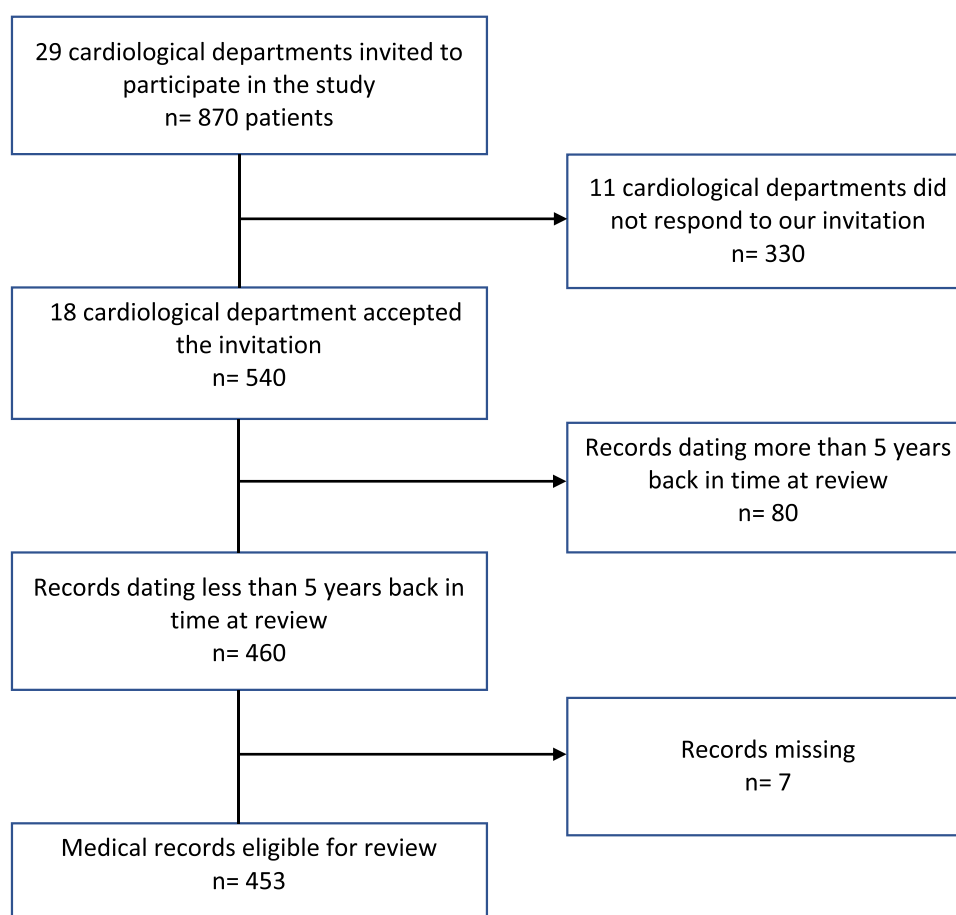 29 cardiological departments invited to
participate in the study
n= 870 patients
11 cardiological departments did
not respond to our invitation
n= 330
18 cardiological department accepted
the invitation
n= 540
Records dating more than 5 years
back in time at review
n= 80
Records dating less than 5 years back in
time at review
n= 460
Records missing
n= 7
Medical records eligible for review
n= 453